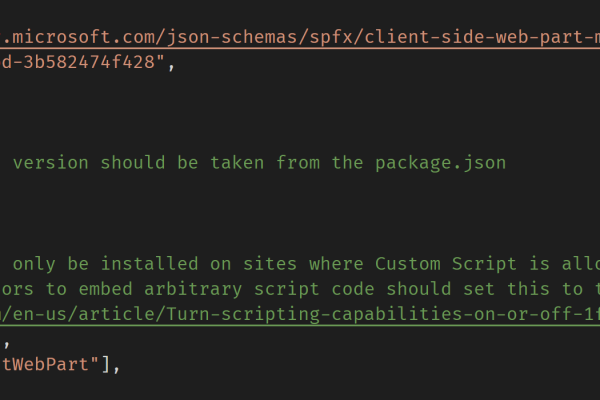 .microsoft.com/json-schemas/spfx/client-side-web-part-m
d-3b582474f428",
version should be taken from the package.json
only be installed on sites where Custom Script is allo
ors to embed arbitrary script code should set this to t
/en-us/article/Turn-scripting-capabilities-on-or-off-1f
,
tWebPart"],